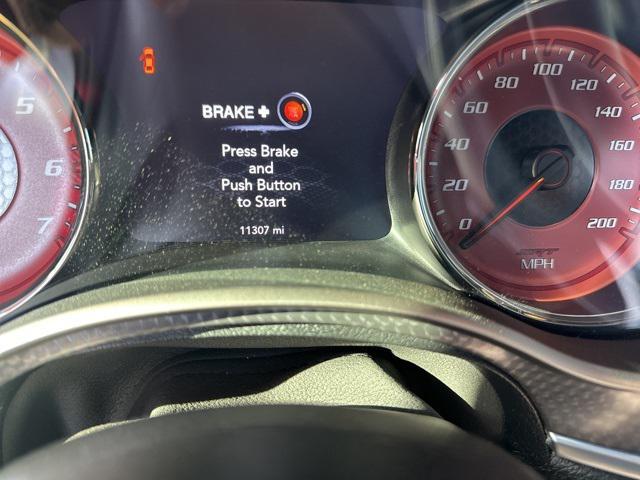 BRAKE +
Press Brake
and
Push Button
to Start
11307 mi
5
6
7
0
20
40
60
80
100
120
140
160
180
200
SRT
MPH